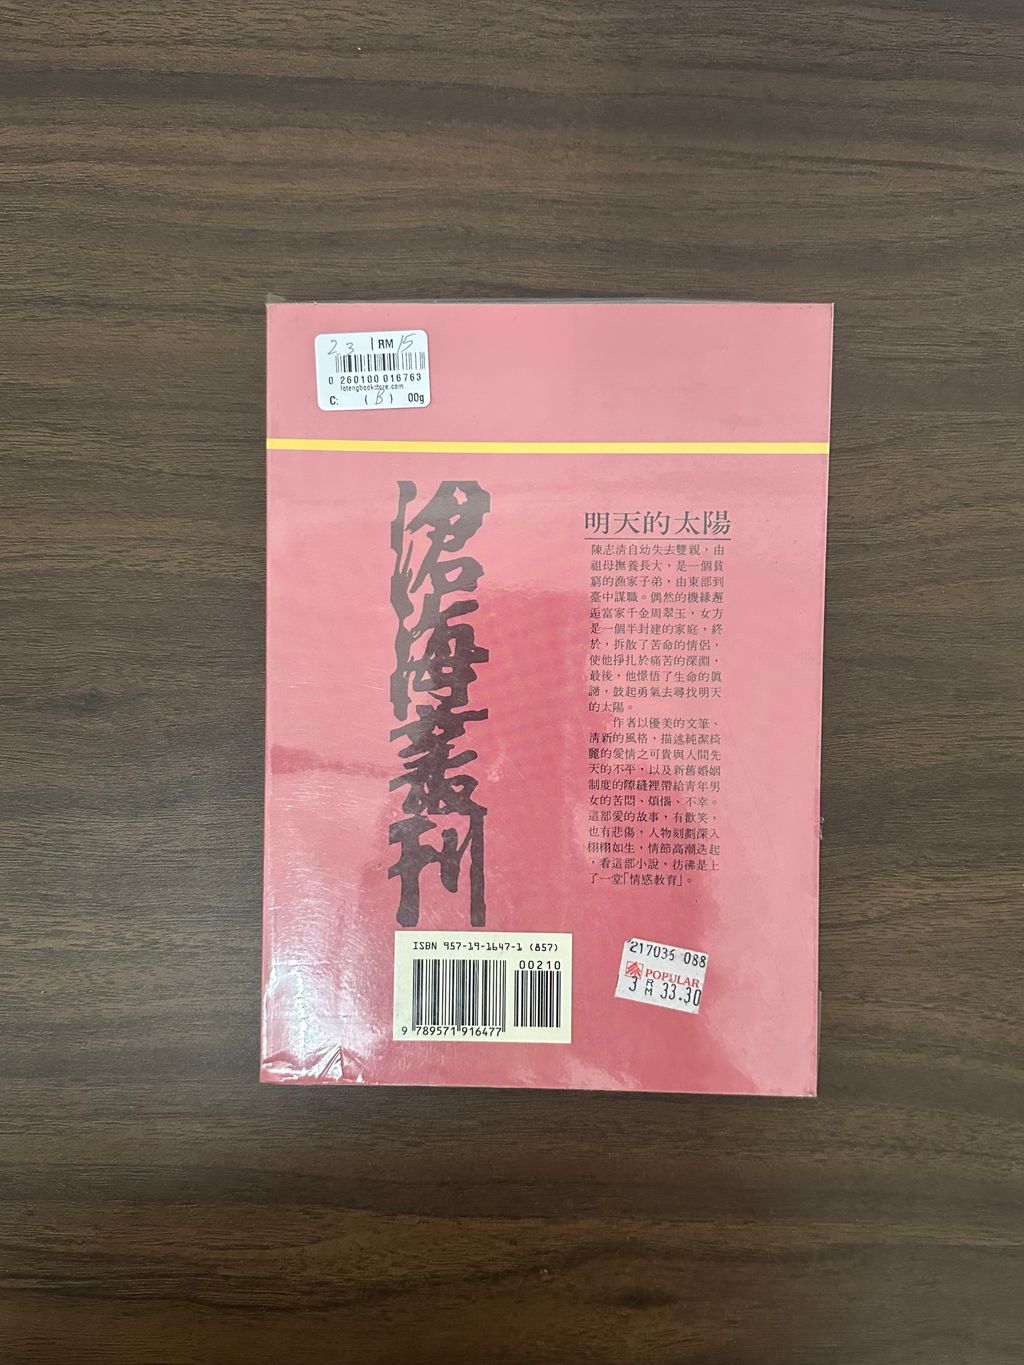 23 | RM 15
0 260100 016763
latengbookstore.com
C: (B) 00g
滄海叢刊
明天的太陽
陳志清自幼失去雙親，由
祖母撫養長大，是一個貧
窮的漁家子弟，由東部到
臺中謀職。偶然的機緣邂
逅富家千金周翠玉，女方
是一個半封建的家庭，終
於，拆散了苦命的情侶，
使他掙扎於痛苦的深淵，
最後，他憬悟了生命的真
諦，鼓起勇氣去尋找明天
的太陽。
作者以優美的文筆、
清新的風格，描述純潔綺
麗的愛情之可貴與人間先
天的不平，以及新舊婚姻
制度的隙縫裡帶給青年男
女的苦悶、煩惱、不幸。
這部愛的故事，有歡笑，
也有悲傷，人物刻劃深入
栩栩如生，情節高潮迭起
，看這部小說，彷彿是上
了一堂「情感教育」。
ISBN 957-19-1647-1 (857)
00210
9 789571 916477
217035 088
POPULAR
3 RM 33.30